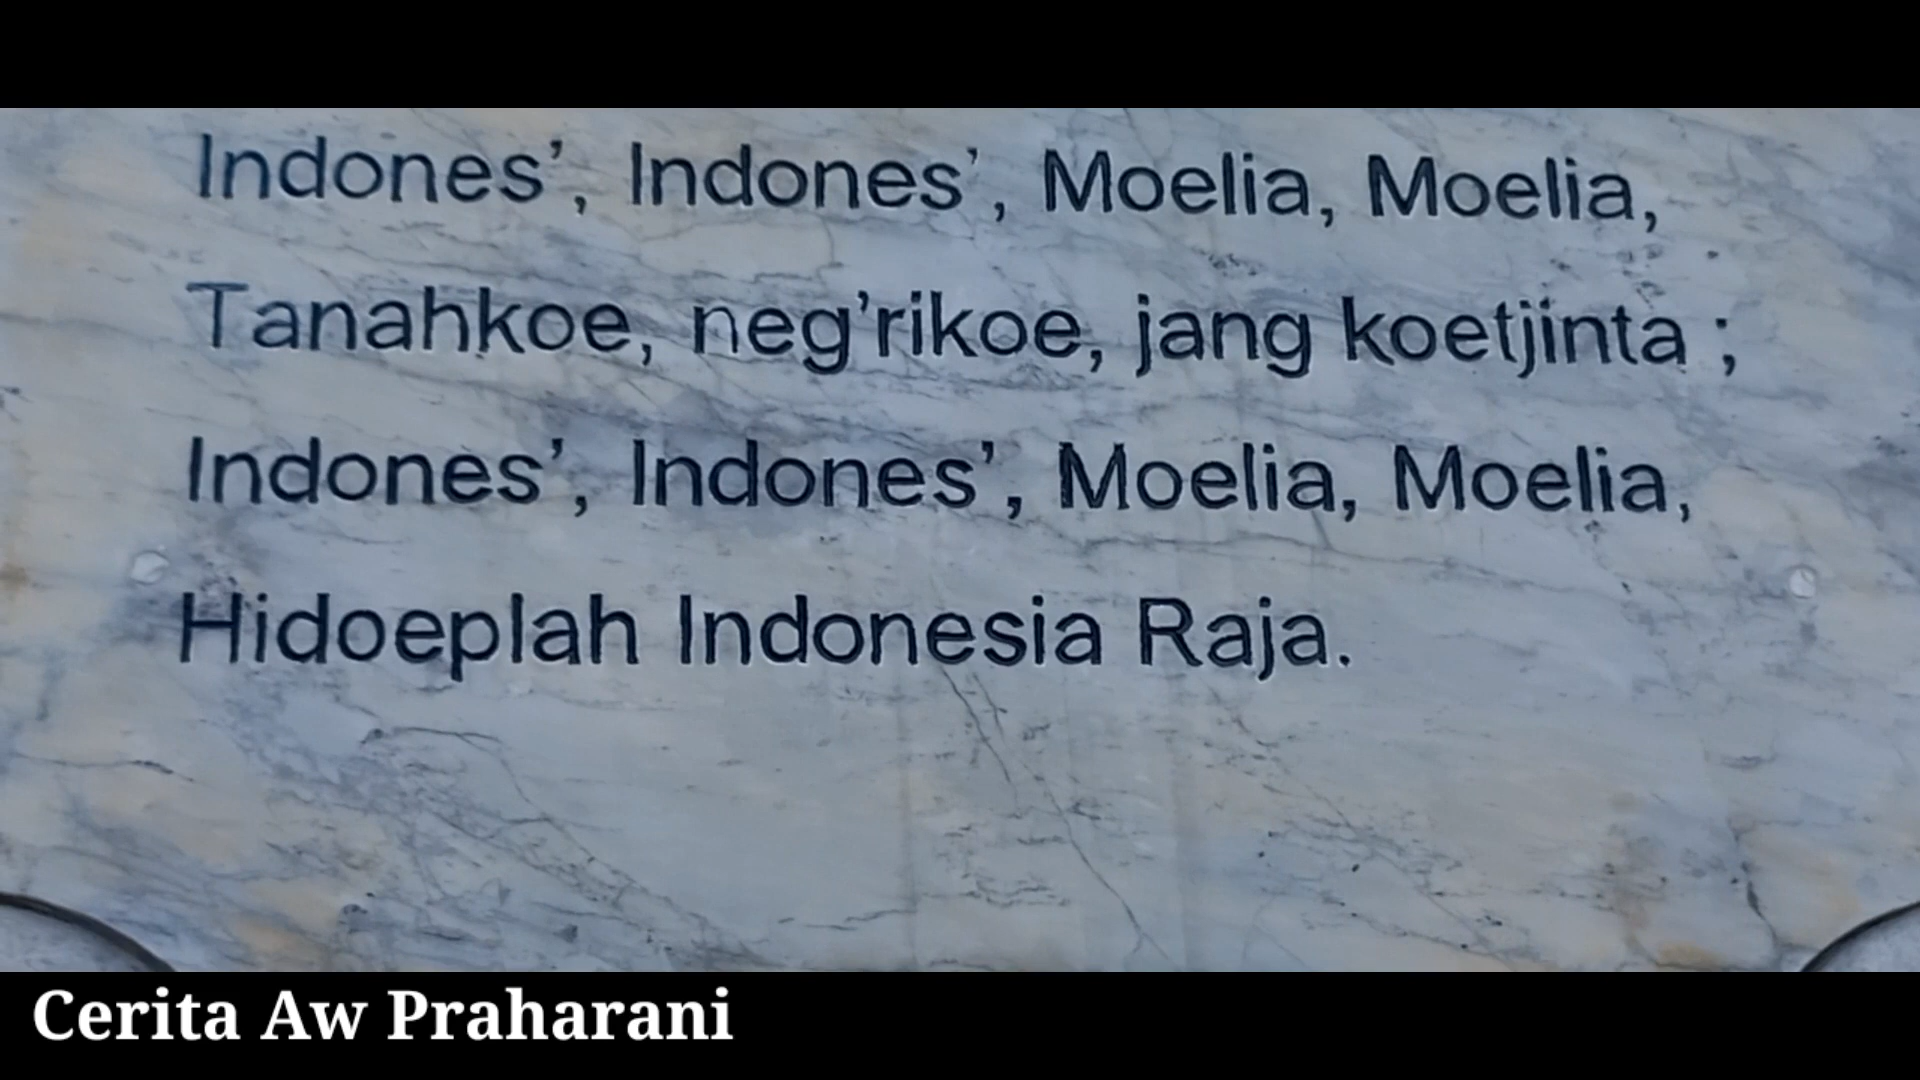 Indones', Indones', Moelia, Moelia,
Tanahkoe, neg'rikoe, jang koetjinta ;
Indones', Indones', Moelia, Moelia,
Hidoeplah Indonesia Raja.
Cerita Aw Praharani